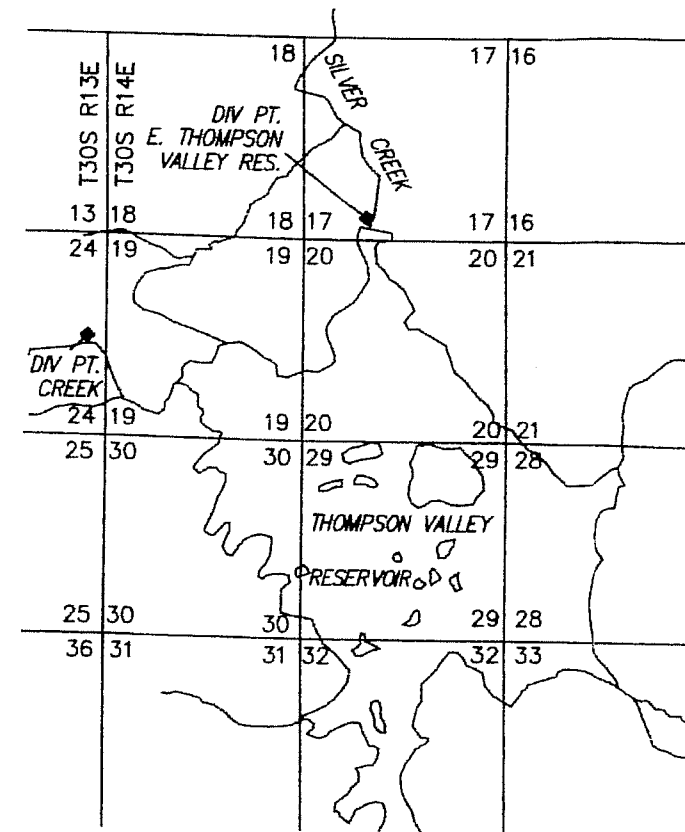 18
17 16
SILVER
CREEK
T30S R13E
T30S R14E
DIV PT.
E. THOMPSON
VALLEY RES.
13 18
18 17
17 16
24 19
19 20
20 21
DIV PT.
CREEK
24 19
19 20
20 21
25 30
30 29
29 28
THOMPSON VALLEY
RESERVOIR
25 30
30
29 28
36 31
31 32
32 33